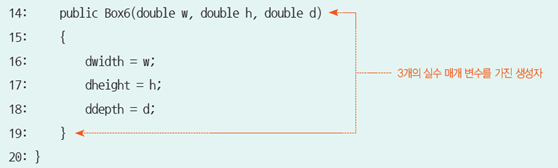 14: public Box6(double w, double h, double d)
15: {
16: dwidth = w;
17: dheight = h;
18: ddepth = d;
19: }
20: }
3개의 실수 매개 변수를 가진 생성자